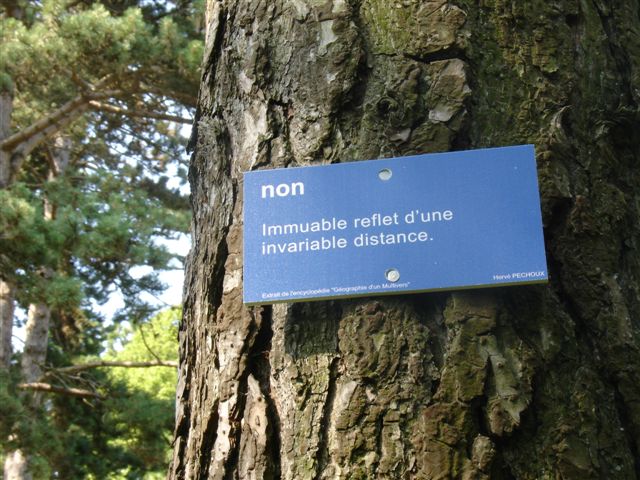 non
Immuable reflet d'une
invariable distance.
Extrait de l'encyclopédie "Géographie d'un Multivers"
Hervé PECHOUX